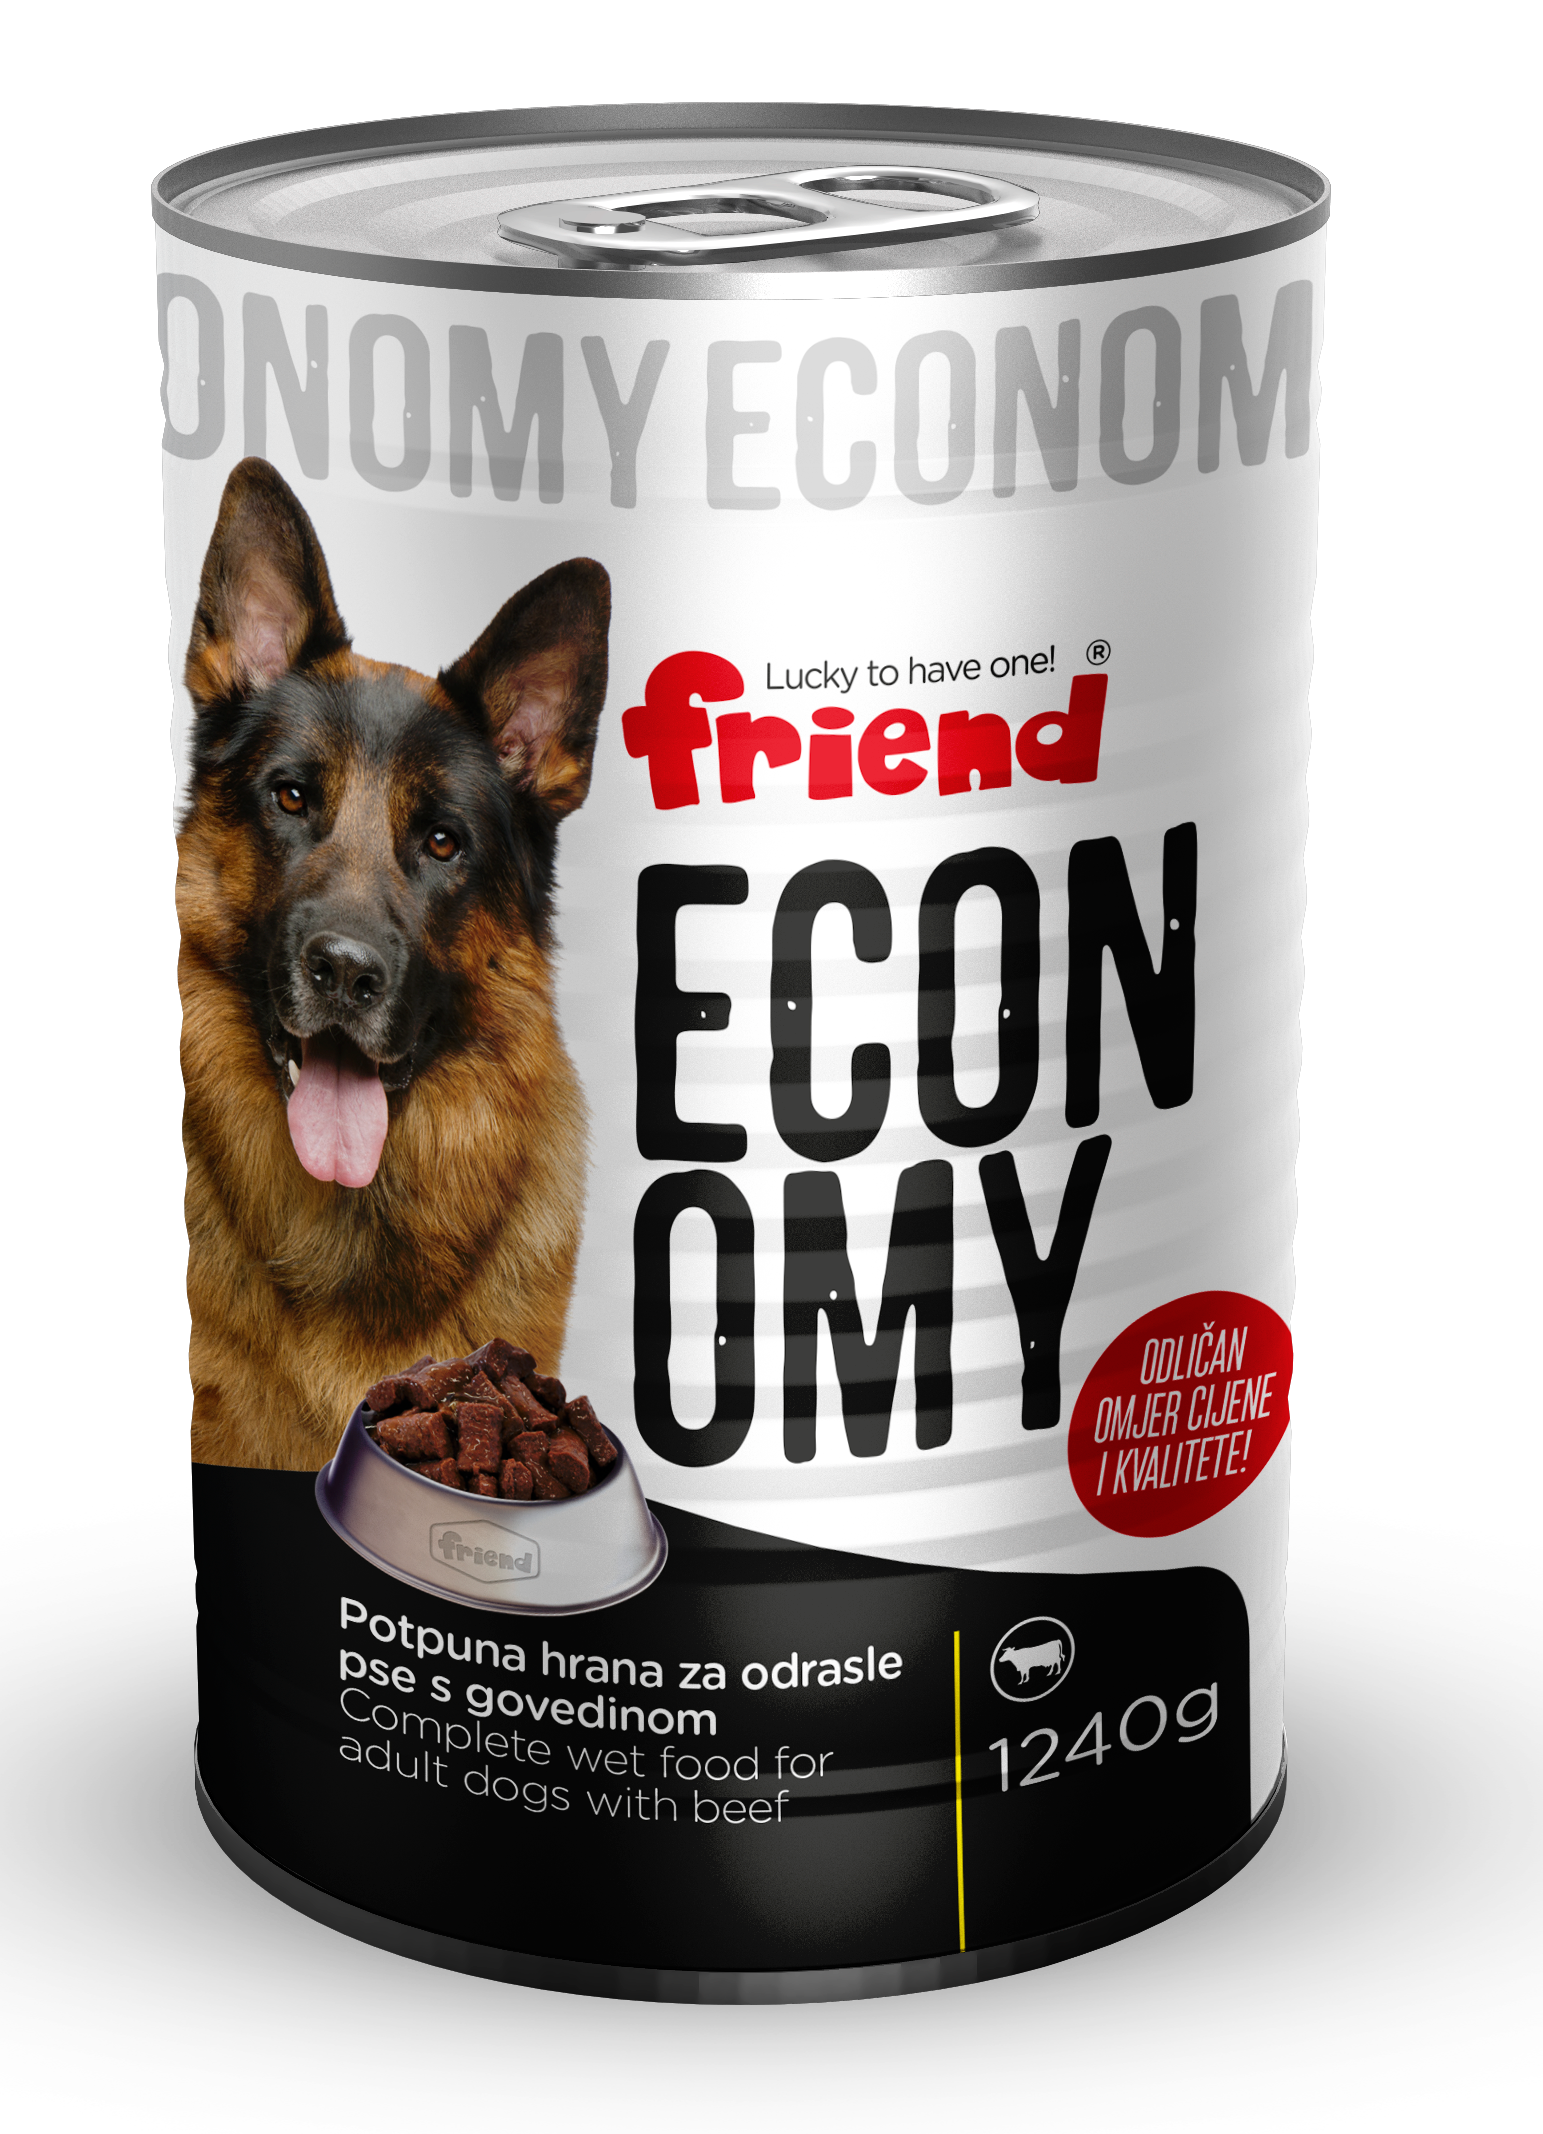 ONOMY ECONOM
Lucky to have one! ®
friend
ECON
OMY
ODLIČAN
OMJER CIJENE
I KVALITETE!
friend
Potpuna hrana za odrasle
pse s govedinom
Complete wet food for
adult dogs with beef
1240g